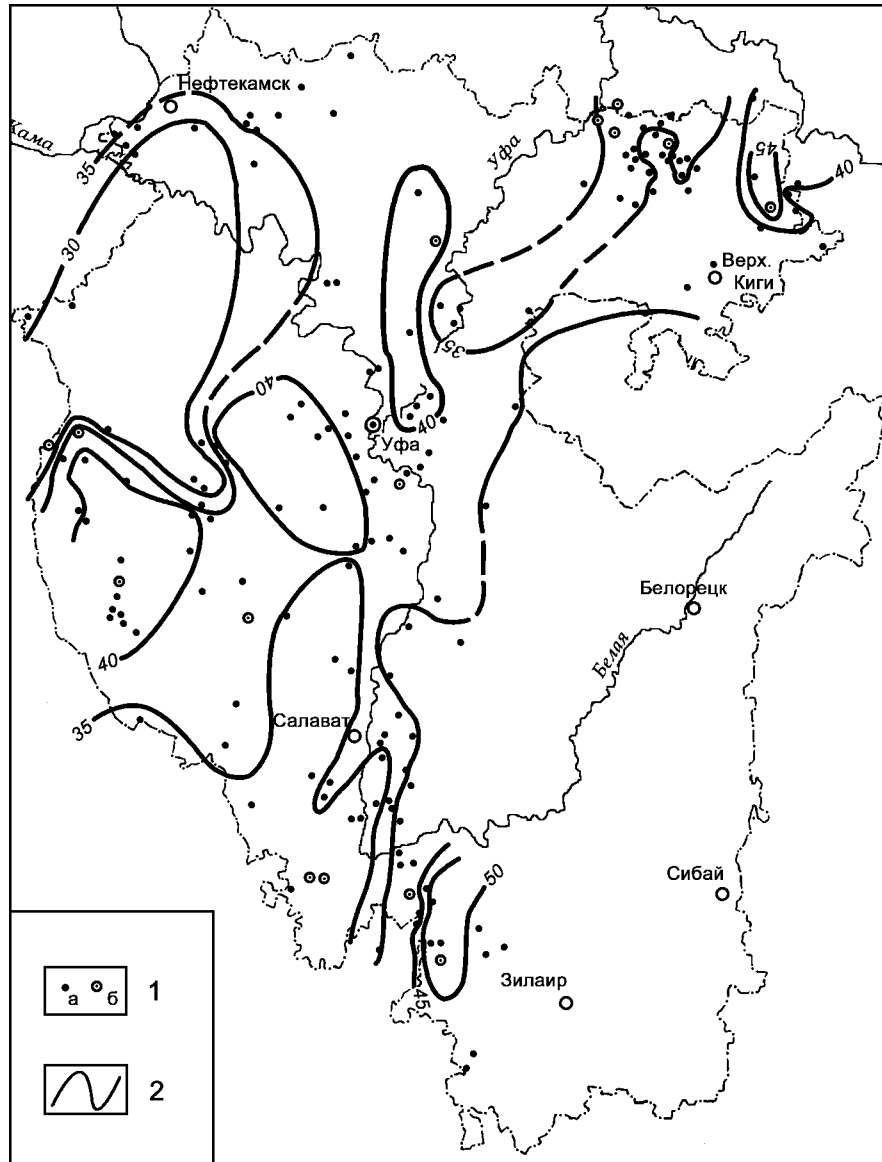 Нефтекамск
Кама
35
Уфа
45
40
30
Верх.
Киги
35
40
40
Уфа
Белорецк
Белая
40
35
Салават
50
Сибай
Зилаир
45
а
б
1
2